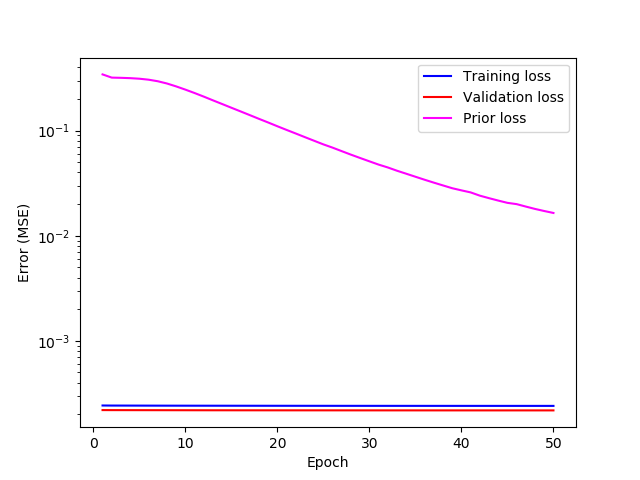 Training loss
Validation loss
Prior loss
10⁻¹
10⁻²
10⁻³
Error (MSE)
0 10 20 30 40 50
Epoch